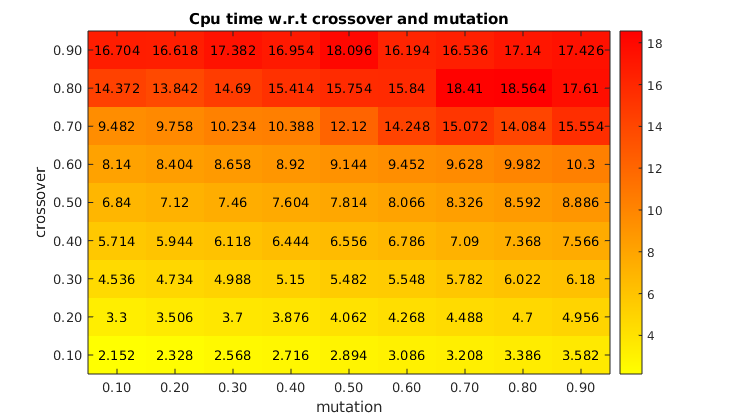 Cpu time w.r.t crossover and mutation
0.90 16.704 16.618 17.382 16.954 18.096 16.194 16.536 17.14 17.426
0.80 14.372 13.842 14.69 15.414 15.754 15.84 18.41 18.564 17.61
0.70 9.482 9.758 10.234 10.388 12.12 14.248 15.072 14.084 15.554
0.60 8.14 8.404 8.658 8.92 9.144 9.452 9.628 9.982 10.3
0.50 6.84 7.12 7.46 7.604 7.814 8.066 8.326 8.592 8.886
0.40 5.714 5.944 6.118 6.444 6.556 6.786 7.09 7.368 7.566
0.30 4.536 4.734 4.988 5.15 5.482 5.548 5.782 6.022 6.18
0.20 3.3 3.506 3.7 3.876 4.062 4.268 4.488 4.7 4.956
0.10 2.152 2.328 2.568 2.716 2.894 3.086 3.208 3.386 3.582
0.10 0.20 0.30 0.40 0.50 0.60 0.70 0.80 0.90
mutation
crossover
18
16
14
12
10
8
6
4